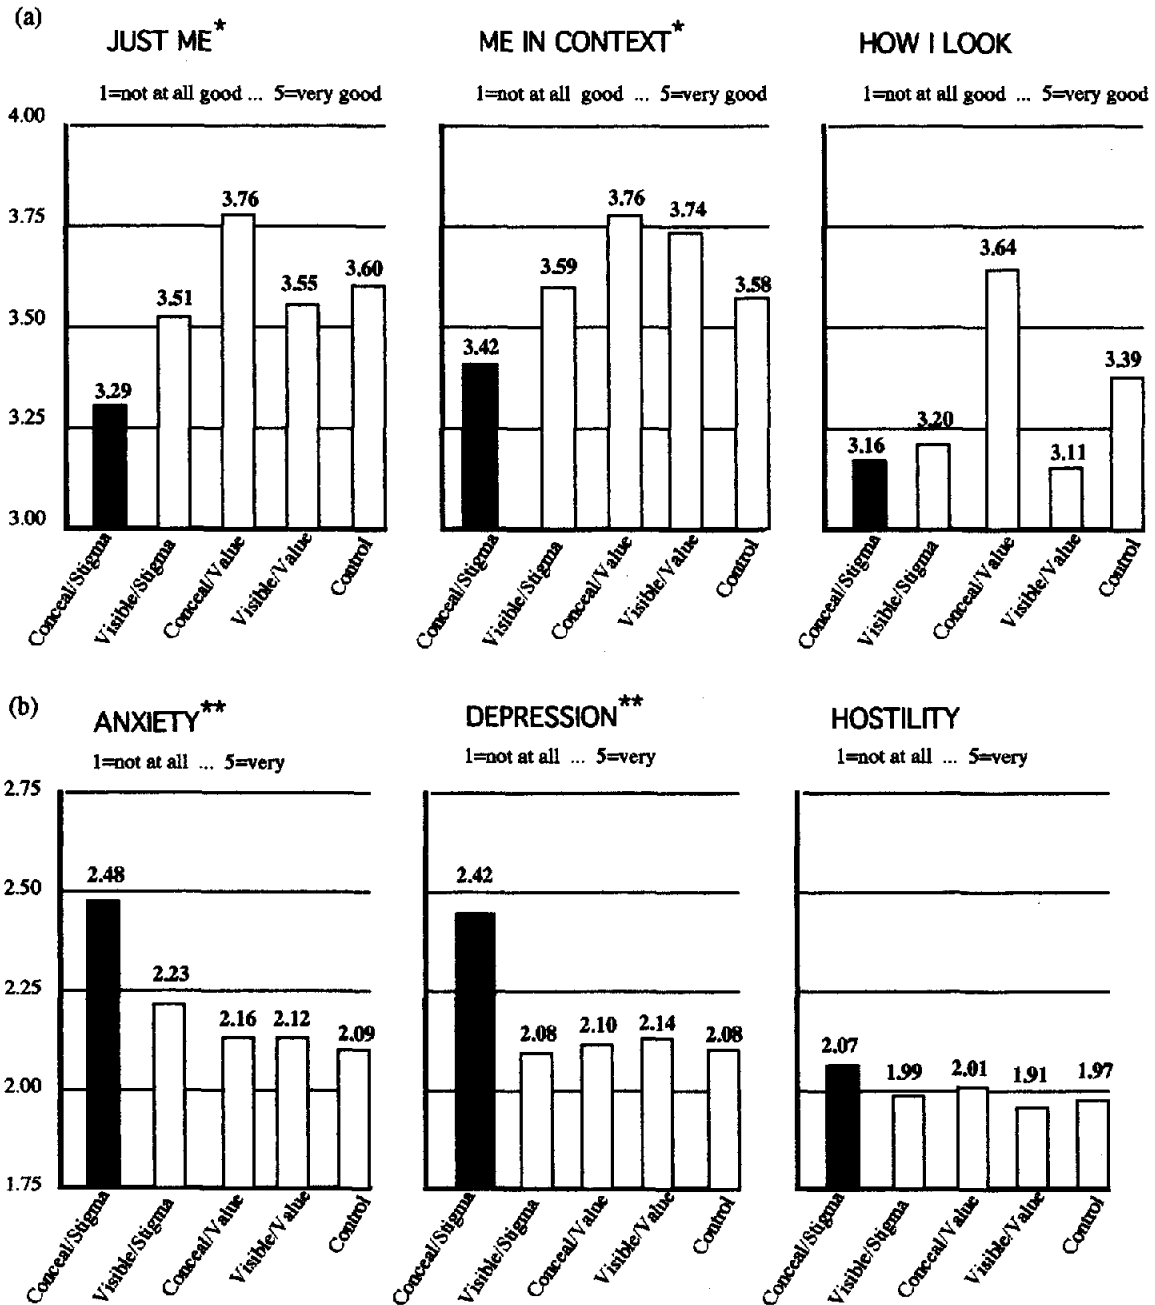 (a)
JUST ME*
1=not at all good ... 5=very good
4.00
3.75
3.50
3.25
3.00
3.29
3.51
3.76
3.55
3.60
Conceal/Stigma
Visible/Stigma
Conceal/Value
Visible/Value
Control
ME IN CONTEXT*
1=not at all good ... 5=very good
3.42
3.59
3.76
3.74
3.58
Conceal/Stigma
Visible/Stigma
Conceal/Value
Visible/Value
Control
HOW I LOOK
1=not at all good ... 5=very good
3.16
3.20
3.64
3.11
3.39
Conceal/Stigma
Visible/Stigma
Conceal/Value
Visible/Value
Control
(b)
ANXIETY**
1=not at all ... 5=very
2.75
2.50
2.25
2.00
1.75
2.48
2.23
2.16
2.12
2.09
Conceal/Stigma
Visible/Stigma
Conceal/Value
Visible/Value
Control
DEPRESSION**
1=not at all ... 5=very
2.42
2.08
2.10
2.14
2.08
Conceal/Stigma
Visible/Stigma
Conceal/Value
Visible/Value
Control
HOSTILITY
1=not at all ... 5=very
2.07
1.99
2.01
1.91
1.97
Conceal/Stigma
Visible/Stigma
Conceal/Value
Visible/Value
Control